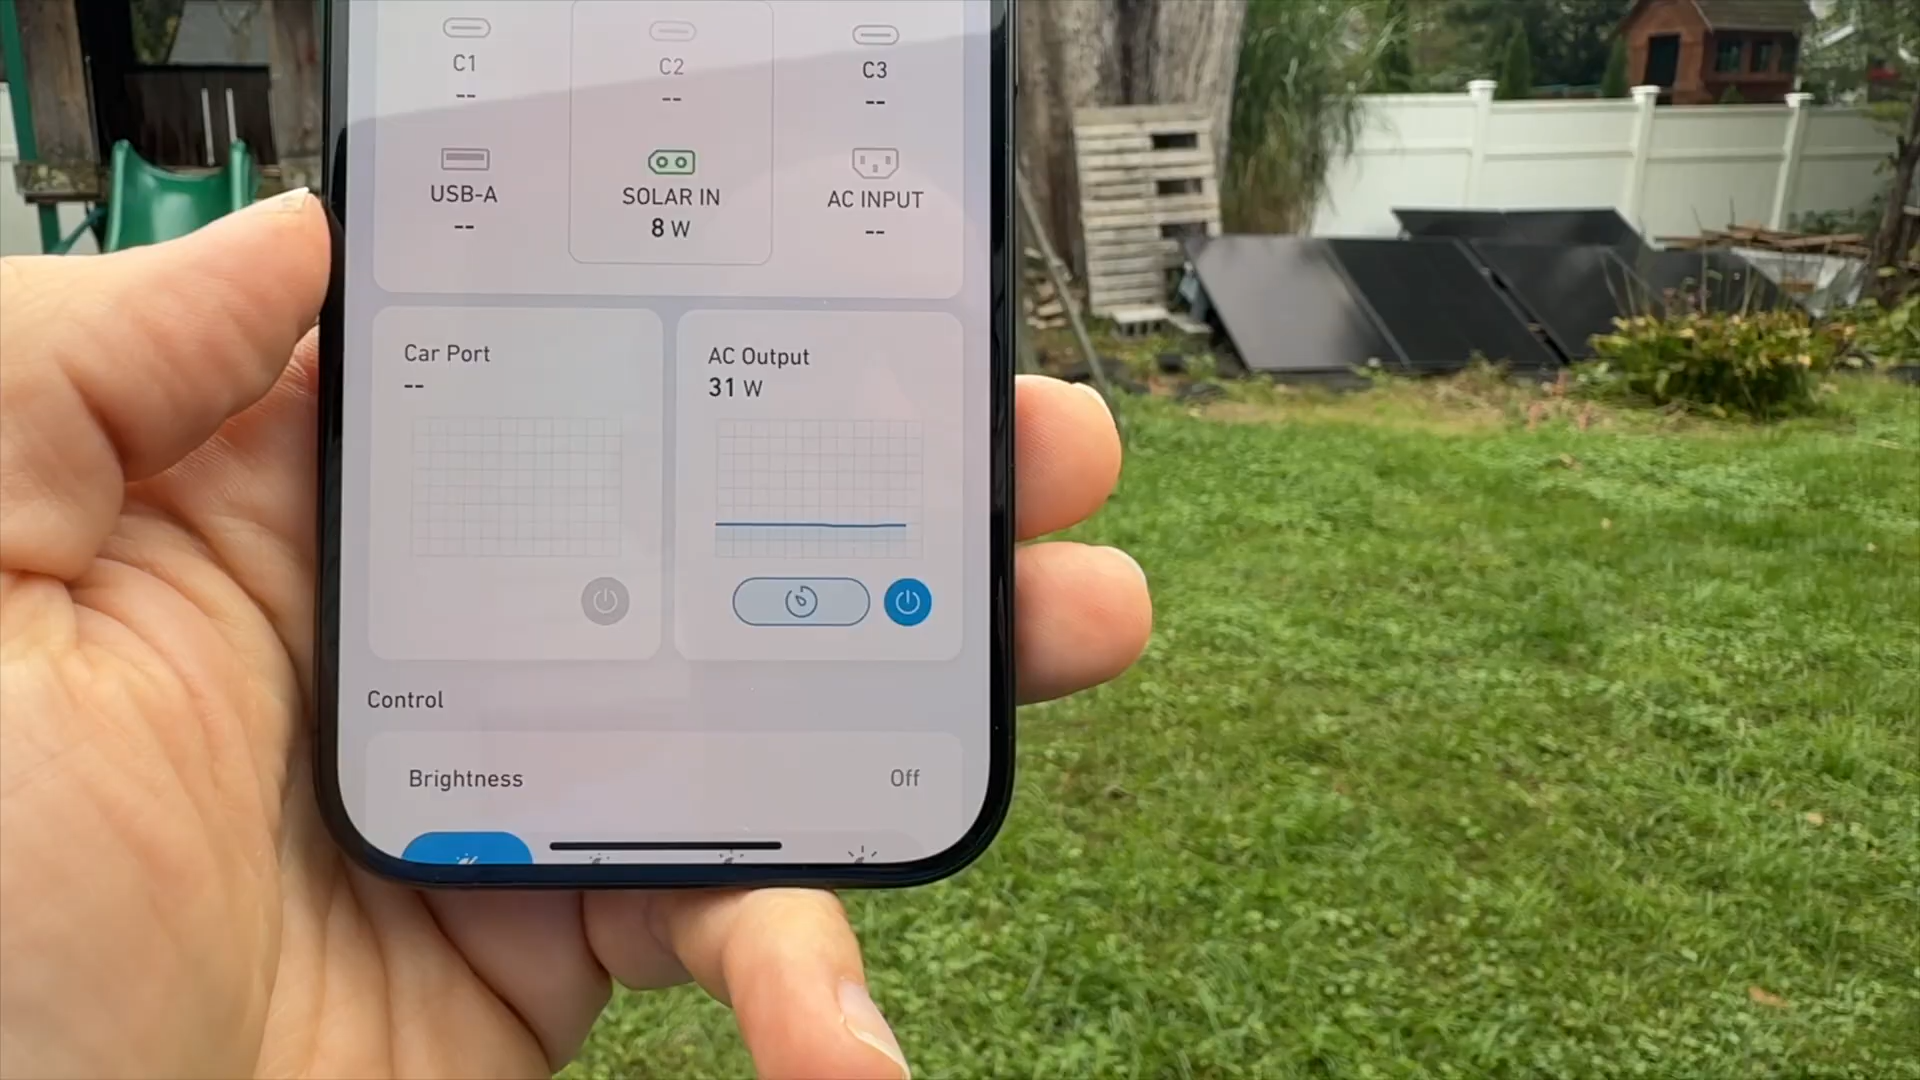 C1
--
C2
--
C3
--
USB-A
--
SOLAR IN
8 W
AC INPUT
--
Car Port
--
AC Output
31 W
Control
Brightness
Off